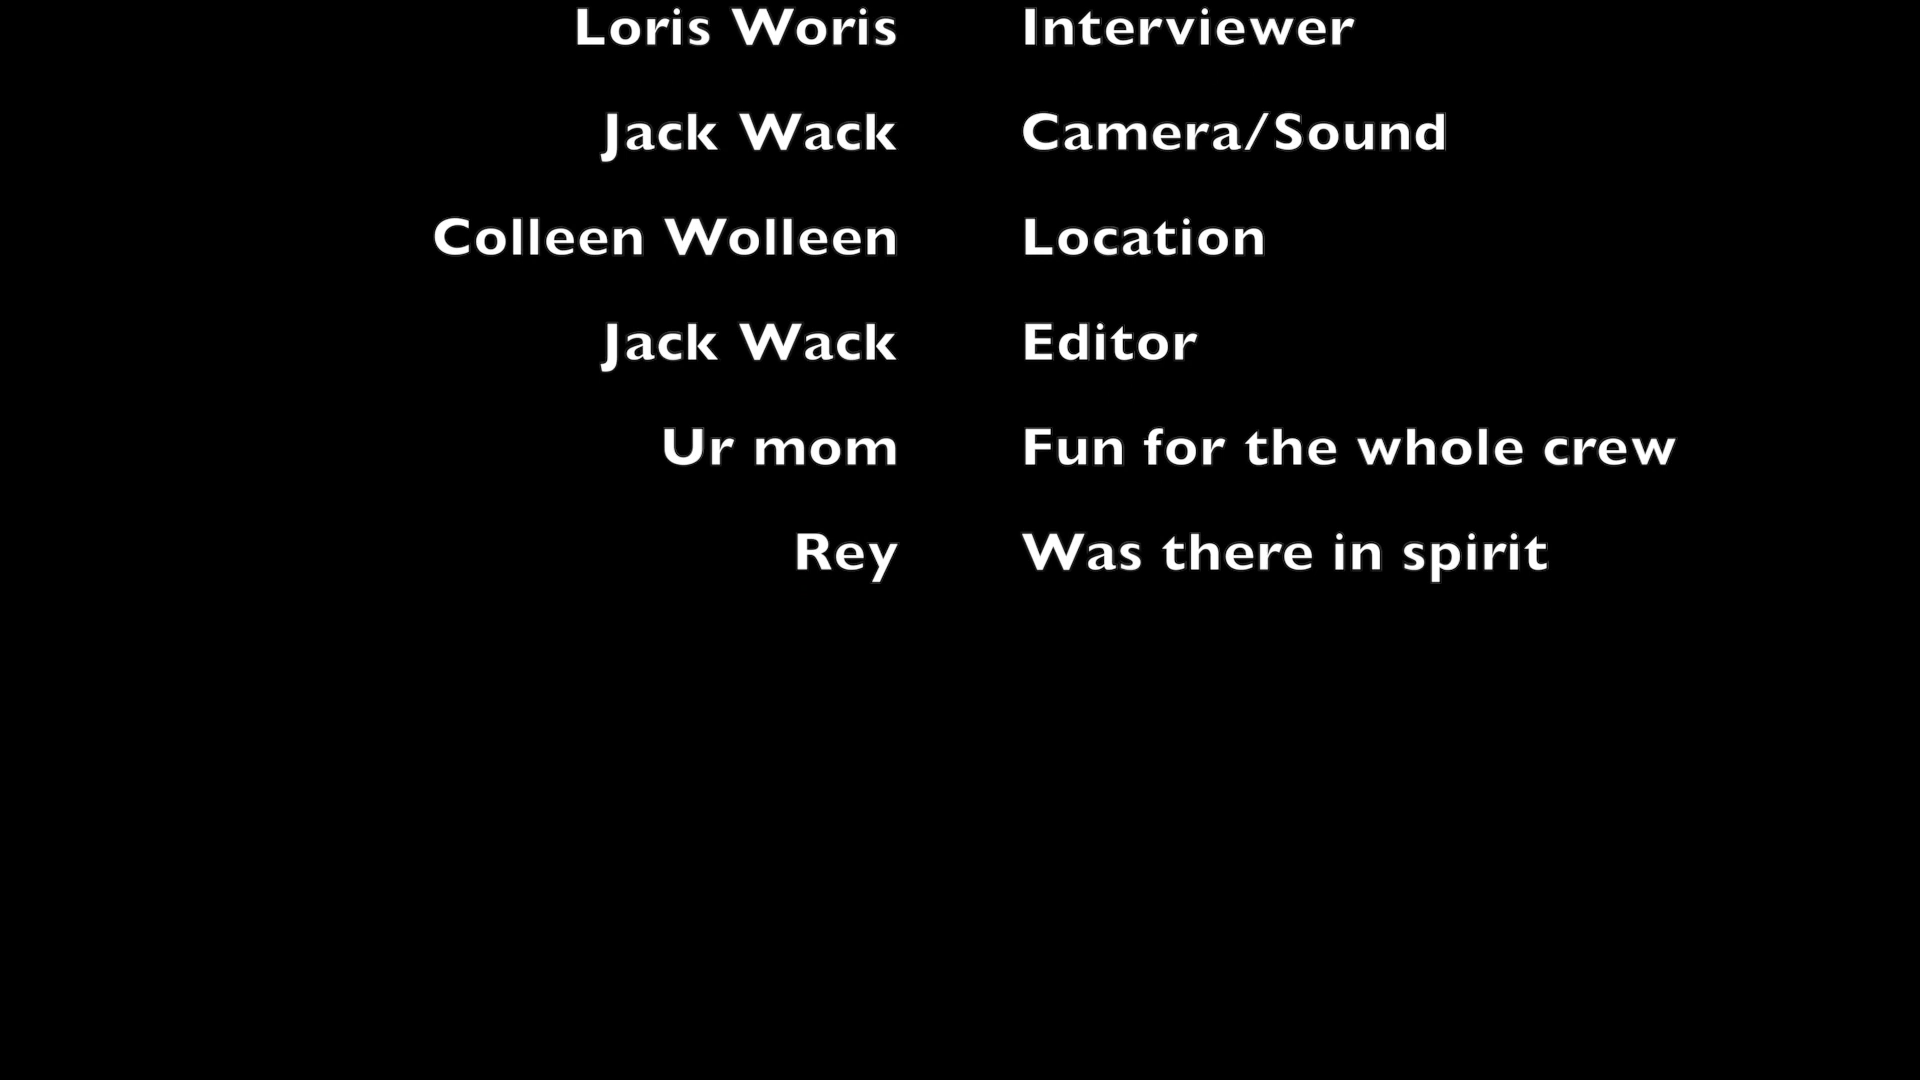 Loris Woris Interviewer
Jack Wack Camera/Sound
Colleen Wolleen Location
Jack Wack Editor
Ur mom Fun for the whole crew
Rey Was there in spirit